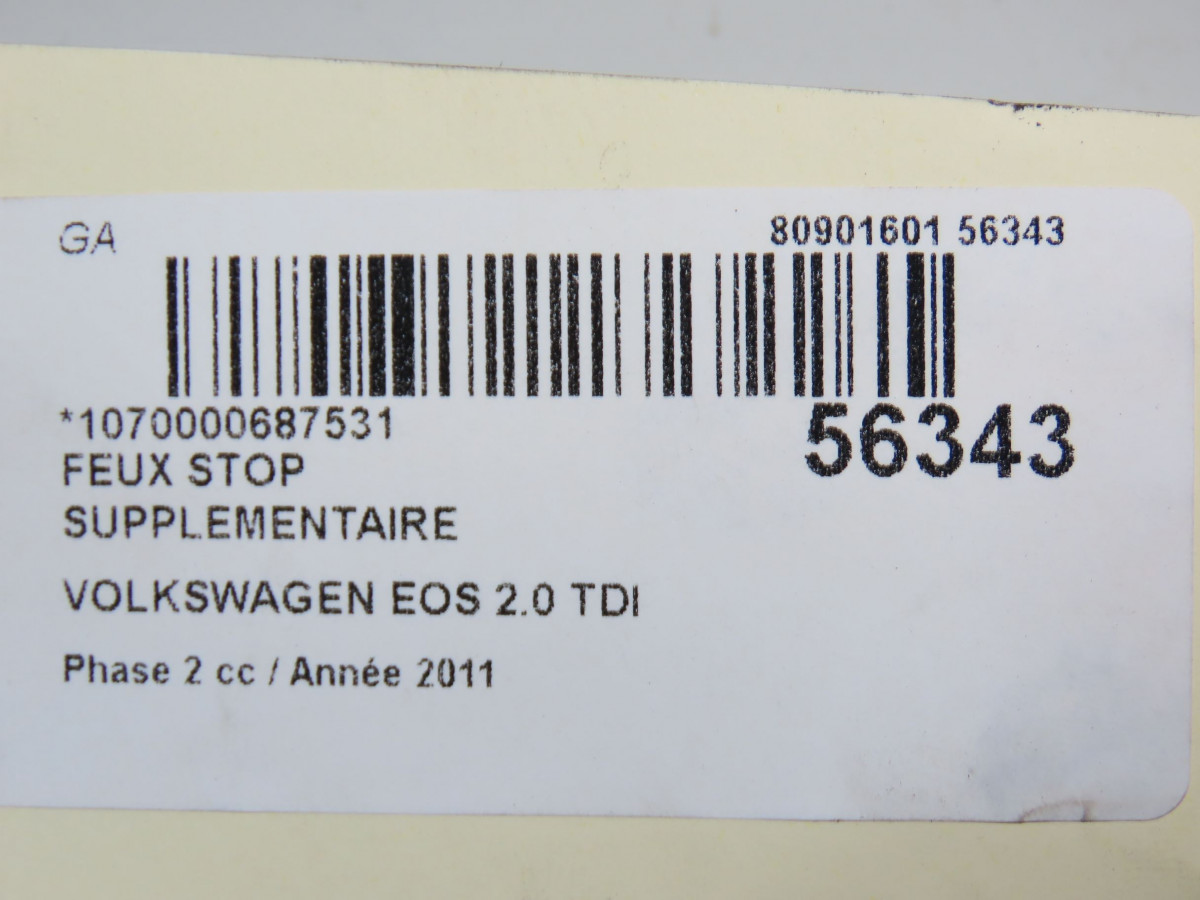 GA
80901601 56343
*1070000687531
56343
FEUX STOP
SUPPLEMENTAIRE
VOLKSWAGEN EOS 2.0 TDI
Phase 2 cc / Année 2011